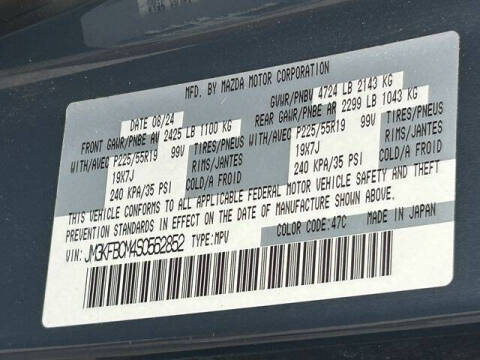 MFD. BY MAZDA MOTOR CORPORATION
DATE 08/24 GVWR/PNBV 4724 LB 2143 KG
FRONT GAWR/PNBE AV 2425 LB 1100 KG REAR GAWR/PNBE AR 2299 LB 1043 KG
WITH/AVEC P225/55R19 99V TIRES/PNEUS WITH/AVEC P225/55R19 99V TIRES/PNEUS
19X7J RIMS/JANTES 19X7J RIMS/JANTES
240 KPA/35 PSI COLD/A FROID 240 KPA/35 PSI COLD/A FROID
THIS VEHICLE CONFORMS TO ALL APPLICABLE FEDERAL MOTOR VEHICLE SAFETY AND THEFT
PREVENTION STANDARDS IN EFFECT ON THE DATE OF MANUFACTURE SHOWN ABOVE.
VIN: JM3KFBCM4S0552852 TYPE:MPV COLOR CODE:47C MADE IN JAPAN